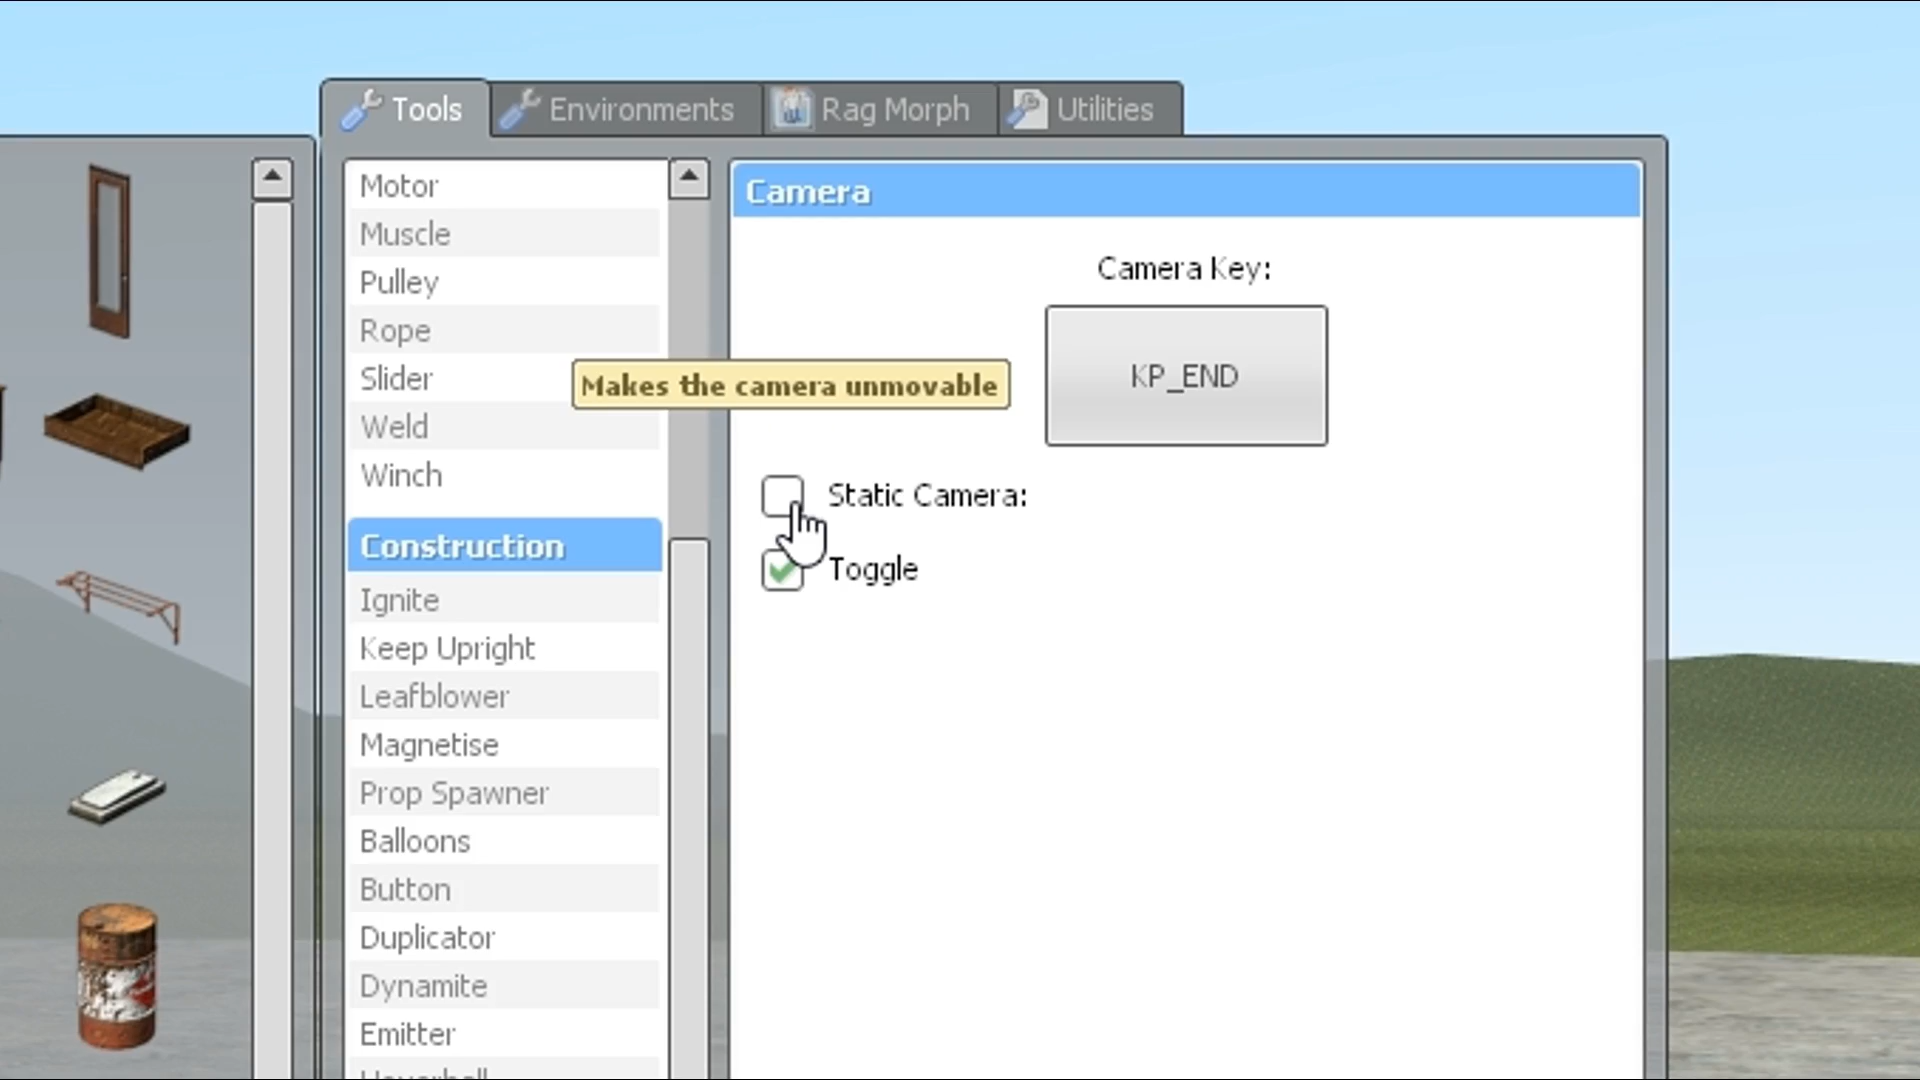 Tools
Environments
Rag Morph
Utilities
Motor
Muscle
Pulley
Rope
Slider
Weld
Winch
Construction
Ignite
Keep Upright
Leafblower
Magnetise
Prop Spawner
Balloons
Button
Duplicator
Dynamite
Emitter
Camera
Camera Key:
KP_END
Makes the camera unmovable
Static Camera:
Toggle